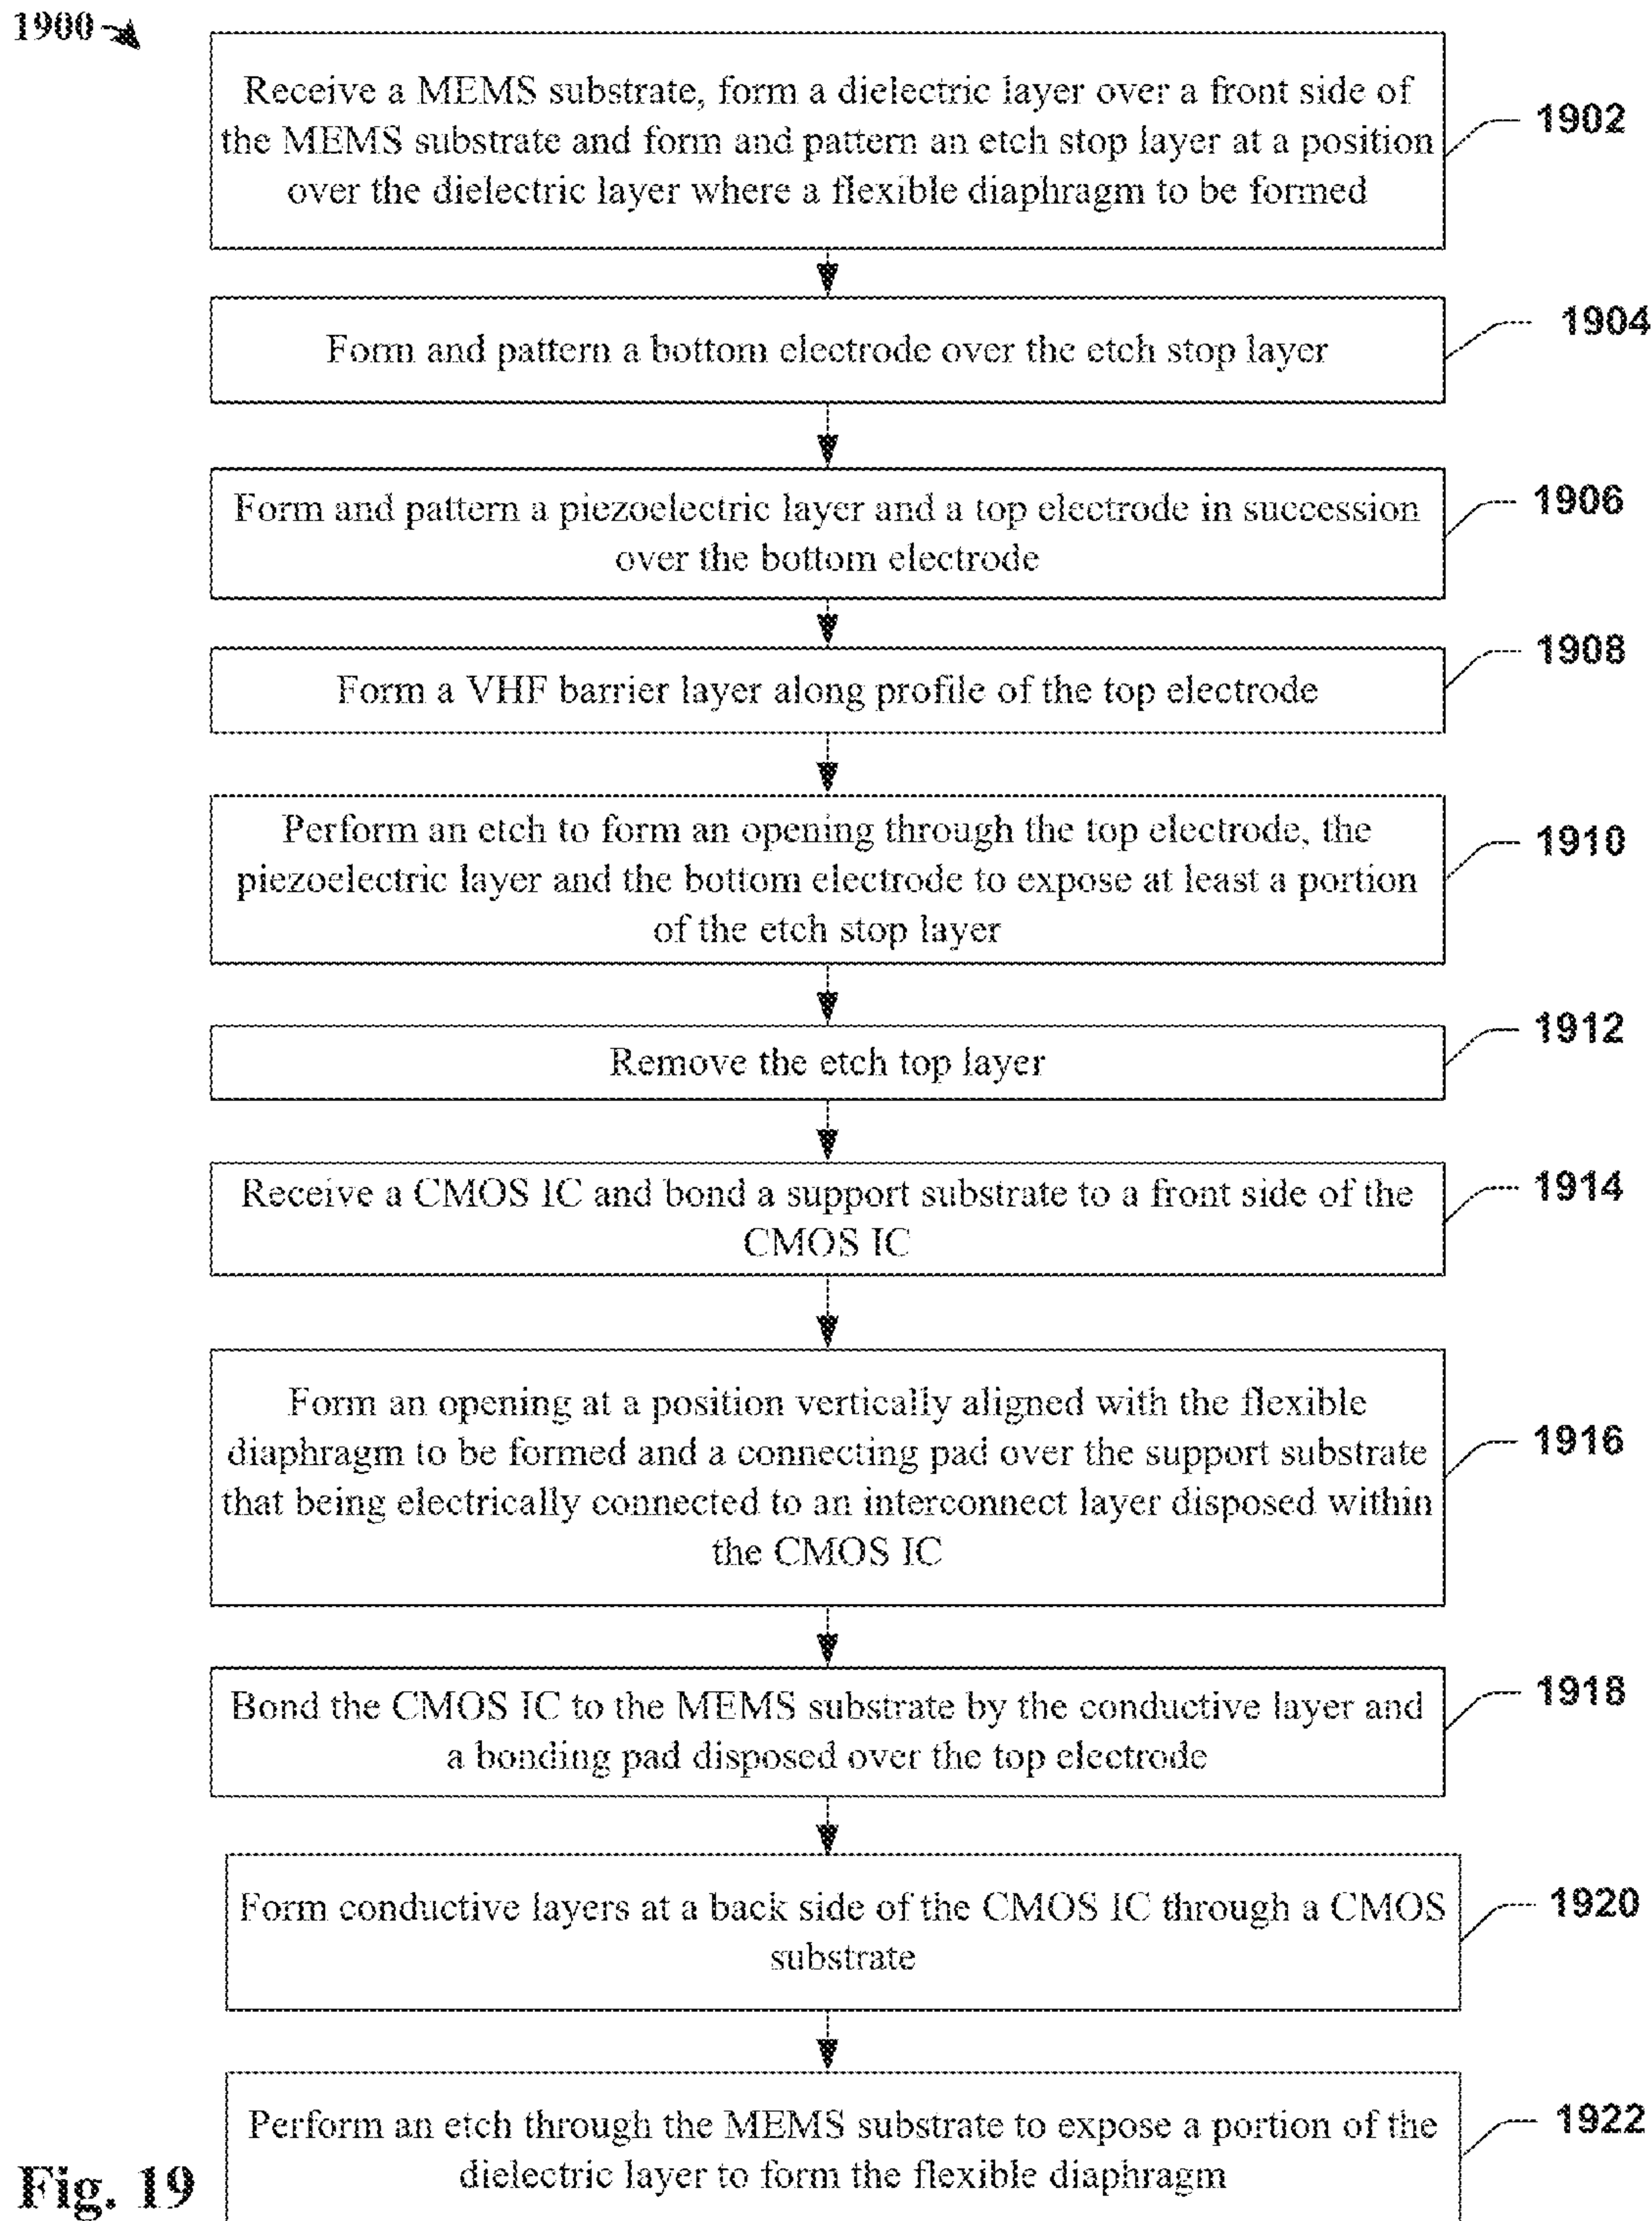 1900
Receive a MEMS substrate, form a dielectric layer over a front side of
the MEMS substrate and form and pattern an etch stop layer at a position
over the dielectric layer where a flexible diaphragm to be formed
1902
Form and pattern a bottom electrode over the etch stop layer
1904
Form and pattern a piezoelectric layer and a top electrode in succession
over the bottom electrode
1906
Form a VHF barrier layer along profile of the top electrode
1908
Perform an etch to form an opening through the top electrode, the
piezoelectric layer and the bottom electrode to expose at least a portion
of the etch stop layer
1910
Remove the etch top layer
1912
Receive a CMOS IC and bond a support substrate to a front side of the
CMOS IC
1914
Form an opening at a position vertically aligned with the flexible
diaphragm to be formed and a connecting pad over the support substrate
that being electrically connected to an interconnect layer disposed within
the CMOS IC
1916
Bond the CMOS IC to the MEMS substrate by the conductive layer and
a bonding pad disposed over the top electrode
1918
Form conductive layers at a back side of the CMOS IC through a CMOS
substrate
1920
Perform an etch through the MEMS substrate to expose a portion of the
dielectric layer to form the flexible diaphragm
1922
Fig. 19